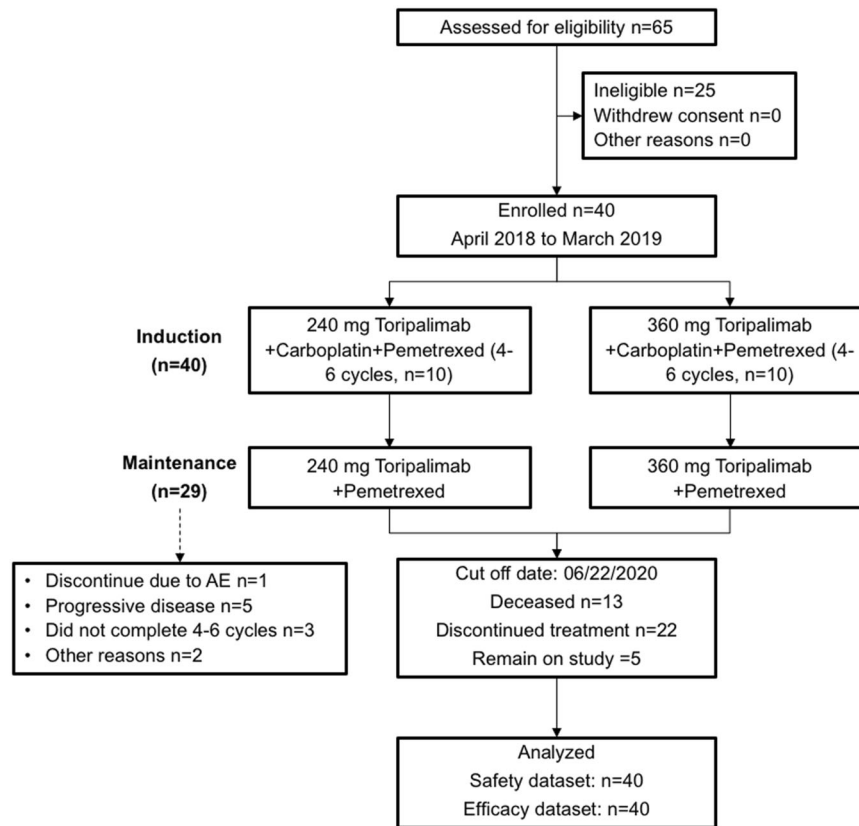 Assessed for eligibility n=65
Ineligible n=25
Withdrew consent n=0
Other reasons n=0
Enrolled n=40
April 2018 to March 2019
Induction
(n=40)
240 mg Toripalimab
+Carboplatin+Pemetrexed (4-
6 cycles, n=10)
360 mg Toripalimab
+Carboplatin+Pemetrexed (4-
6 cycles, n=10)
Maintenance
(n=29)
240 mg Toripalimab
+Pemetrexed
360 mg Toripalimab
+Pemetrexed
• Discontinue due to AE n=1
• Progressive disease n=5
• Did not complete 4-6 cycles n=3
• Other reasons n=2
Cut off date: 06/22/2020
Deceased n=13
Discontinued treatment n=22
Remain on study =5
Analyzed
Safety dataset: n=40
Efficacy dataset: n=40